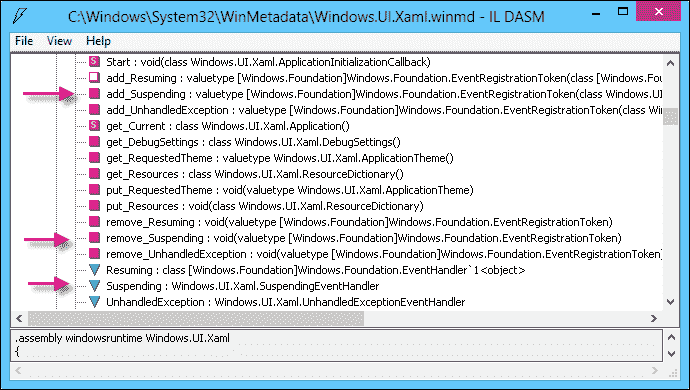 C:\Windows\System32\WinMetadata\Windows.UI.Xaml.winmd - IL DASM
File View Help
S Start : void(class Windows.UI.Xaml.ApplicationInitializationCallback)
add_Resuming : valuetype [Windows.Foundation]Windows.Foundation.EventRegistrationToken(class [Windows.Fou
add_Suspending : valuetype [Windows.Foundation]Windows.Foundation.EventRegistrationToken(class Windows.UI
add_UnhandledException : valuetype [Windows.Foundation]Windows.Foundation.EventRegistrationToken(class Wi
S get_Current : class Windows.UI.Xaml.Application()
get_DebugSettings : class Windows.UI.Xaml.DebugSettings()
get_RequestedTheme : valuetype Windows.UI.Xaml.ApplicationTheme()
get_Resources : class Windows.UI.Xaml.ResourceDictionary()
put_RequestedTheme : void(valuetype Windows.UI.Xaml.ApplicationTheme)
put_Resources : void(class Windows.UI.Xaml.ResourceDictionary)
remove_Resuming : void(valuetype [Windows.Foundation]Windows.Foundation.EventRegistrationToken)
remove_Suspending : void(valuetype [Windows.Foundation]Windows.Foundation.EventRegistrationToken)
remove_UnhandledException : void(valuetype [Windows.Foundation]Windows.Foundation.EventRegistrationToken)
Resuming : class [Windows.Foundation]Windows.Foundation.EventHandler`1<object>
Suspending : Windows.UI.Xaml.SuspendingEventHandler
UnhandledException : Windows.UI.Xaml.UnhandledExceptionEventHandler
.assembly windowsruntime Windows.UI.Xaml
{